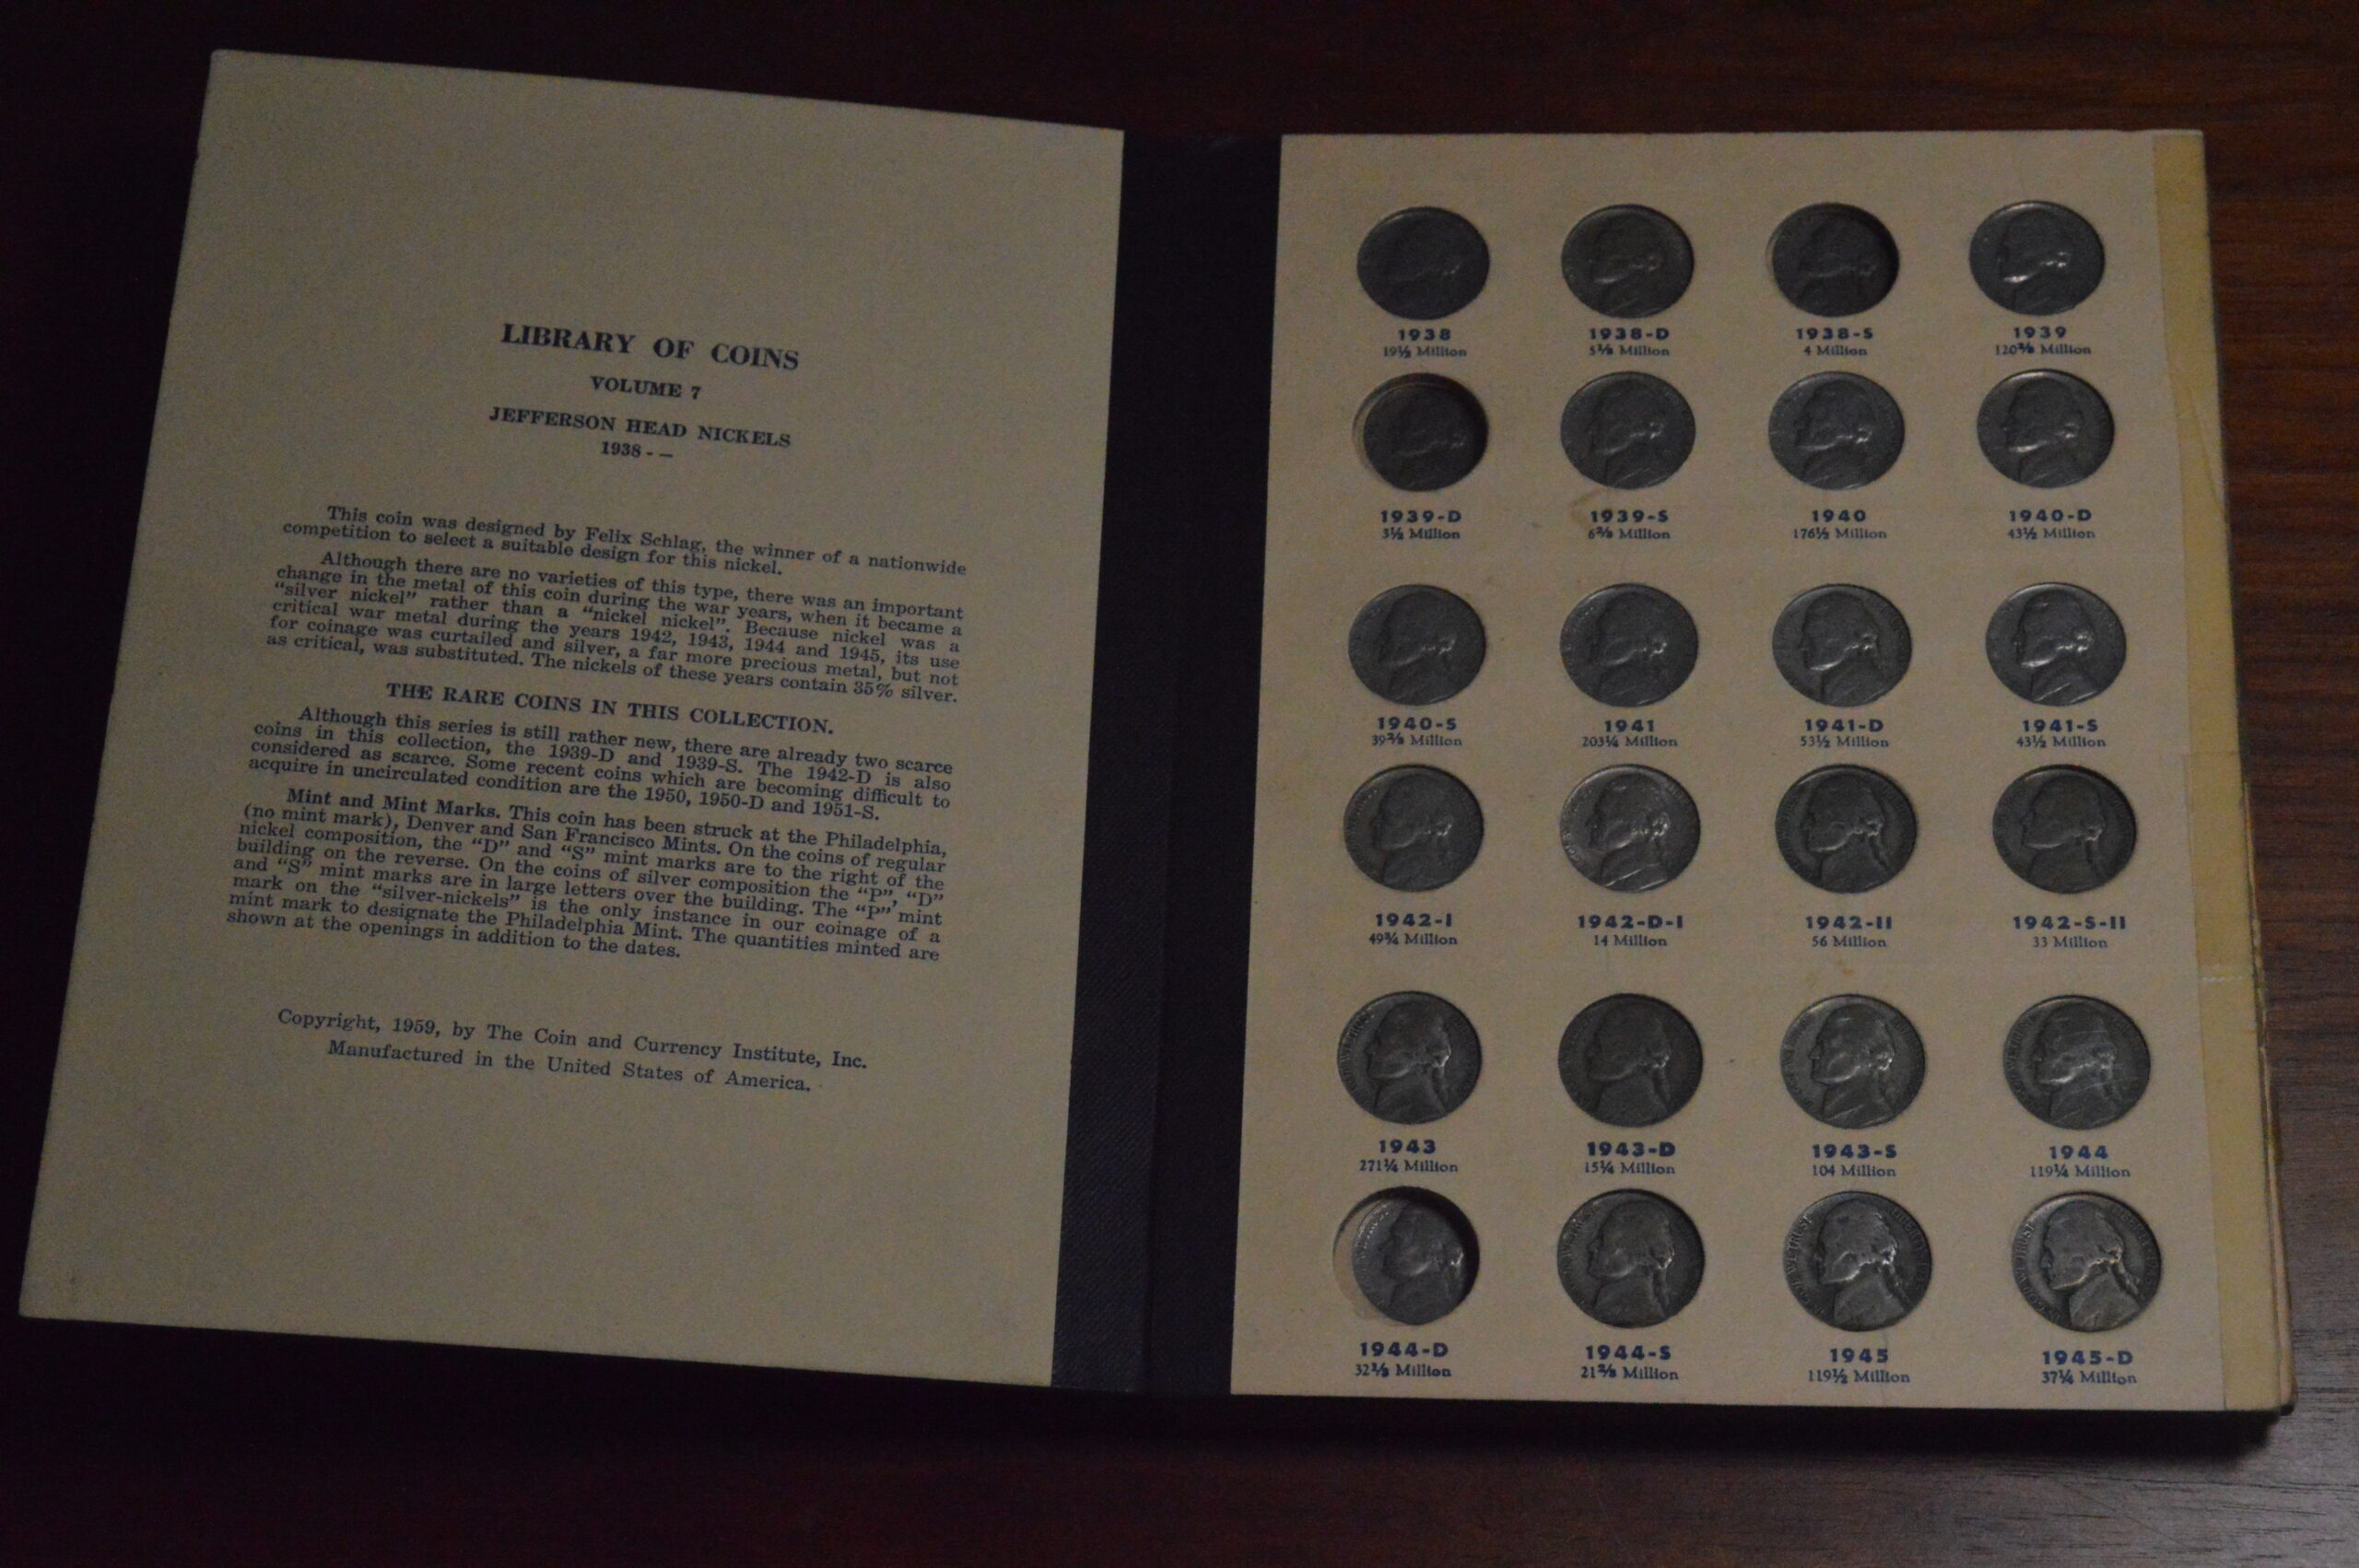 LIBRARY OF COINS
VOLUME 7
JEFFERSON HEAD NICKELS
1938 - –
This coin was designed by Felix Schlag, the winner of a nationwide
competition to select a suitable design for this nickel.
Although there are no varieties of this type, there was an important
change in the metal of this coin during the war years, when it became a
“silver nickel” rather than a “nickel nickel”. Because nickel was a
critical war metal during the years 1942, 1943, 1944 and 1945, its use
for coinage was curtailed and silver, a far more precious metal, but not
as critical, was substituted. The nickels of these years contain 35% silver.
THE RARE COINS IN THIS COLLECTION.
Although this series is still rather new, there are already two scarce
coins in this collection, the 1939-D and 1939-S. The 1942-D is also
considered as scarce. Some recent coins which are becoming difficult to
acquire in uncirculated condition are the 1950, 1950-D and 1951-S.
Mint and Mint Marks. This coin has been struck at the Philadelphia,
(no mint mark), Denver and San Francisco Mints. On the coins of regular
nickel composition, the “D” and “S” mint marks are to the right of the
building on the reverse. On the coins of silver composition the “P”, “D”
and “S” mint marks are in large letters over the building. The “P” mint
mark on the “silver-nickels” is the only instance in our coinage of a
mint mark to designate the Philadelphia Mint. The quantities minted are
shown at the openings in addition to the dates.
Copyright, 1959, by The Coin and Currency Institute, Inc.
Manufactured in the United States of America.
1938 1938-D 1938-S 1939
19½ Million 5⅓ Million 4 Million 120⅔ Million
1939-D 1939-S 1940 1940-D
3½ Million 6⅔ Million 176½ Million 43½ Million
1940-S 1941 1941-D 1941-S
39⅔ Million 203¼ Million 53½ Million 43½ Million
1942-I 1942-D-I 1942-II 1942-S-II
49¾ Million 14 Million 56 Million 33 Million
1943 1943-D 1943-S 1944
271¼ Million 15¼ Million 104 Million 119¼ Million
1944-D 1944-S 1945 1945-D
32⅓ Million 21⅔ Million 119½ Million 37¼ Million